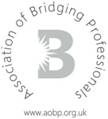 Association of Bridging Professionals
B
www.aobp.org.uk